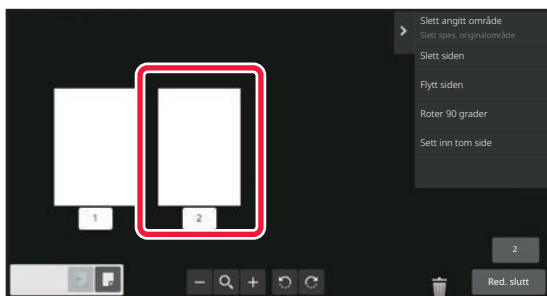 Slett angitt område
Slett spes. originalområde
Slett siden
Flytt siden
Roter 90 grader
Sett inn tom side
1
2
2
Red. slutt